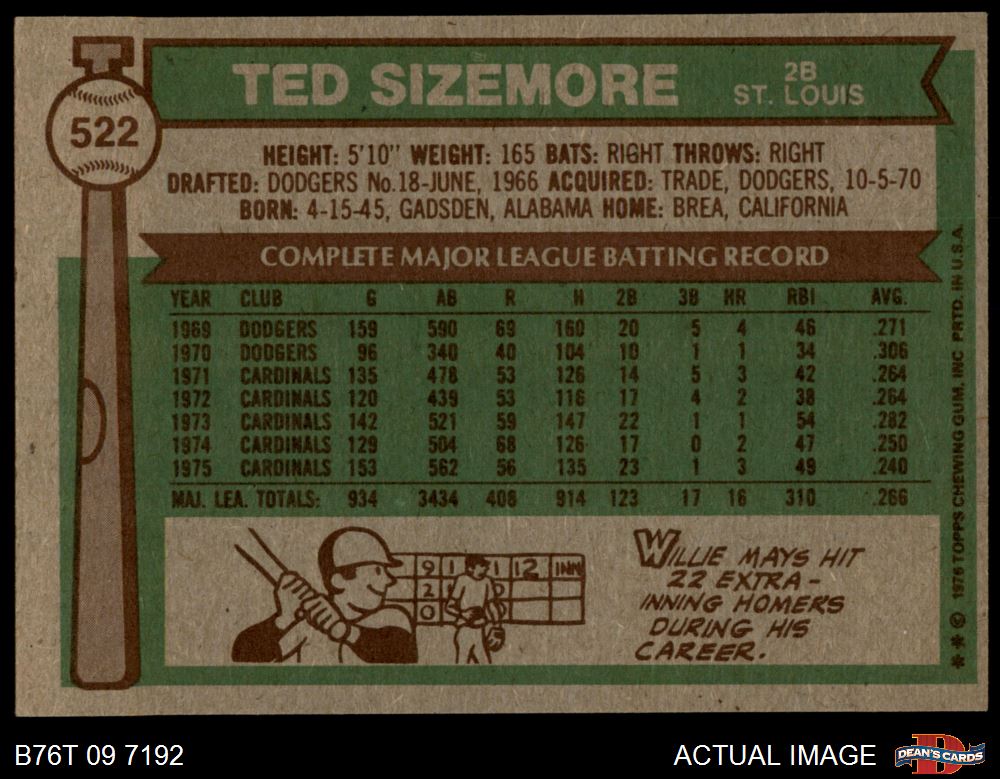 522
TED SIZEMORE
2B
ST. LOUIS
HEIGHT: 5'10" WEIGHT: 165 BATS: RIGHT THROWS: RIGHT
DRAFTED: DODGERS No.18-JUNE, 1966 ACQUIRED: TRADE, DODGERS, 10-5-70
BORN: 4-15-45, GADSDEN, ALABAMA HOME: BREA, CALIFORNIA
COMPLETE MAJOR LEAGUE BATTING RECORD
YEAR CLUB G AB R H 2B 3B HR RBI AVG.
1969 DODGERS 159 590 69 160 20 5 4 46 .271
1970 DODGERS 96 340 40 104 10 1 1 34 .306
1971 CARDINALS 135 478 53 126 14 5 3 42 .264
1972 CARDINALS 120 439 53 116 17 4 2 38 .264
1973 CARDINALS 142 521 59 147 22 1 1 54 .282
1974 CARDINALS 129 504 68 126 17 0 2 47 .250
1975 CARDINALS 153 562 56 135 23 1 3 49 .240
MAJ. LEA. TOTALS: 934 3434 408 914 123 17 16 310 .266
9 1 1 12 INN
2
0
WILLIE MAYS HIT
22 EXTRA-
INNING HOMERS
DURING HIS
CAREER.
** © 1976 TOPPS CHEWING GUM, INC PRTD. IN U.S.A.
B76T 09 7192
ACTUAL IMAGE
DEAN'S CARDS